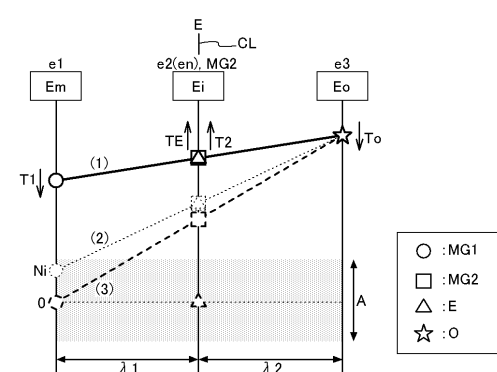 E
CL
e1
e2(en), MG2
e3
Em
Ei
Eo
TE
T2
To
T1
(1)
(2)
Ni
(3)
0
A
λ1
λ2
:MG1
:MG2
:E
:O